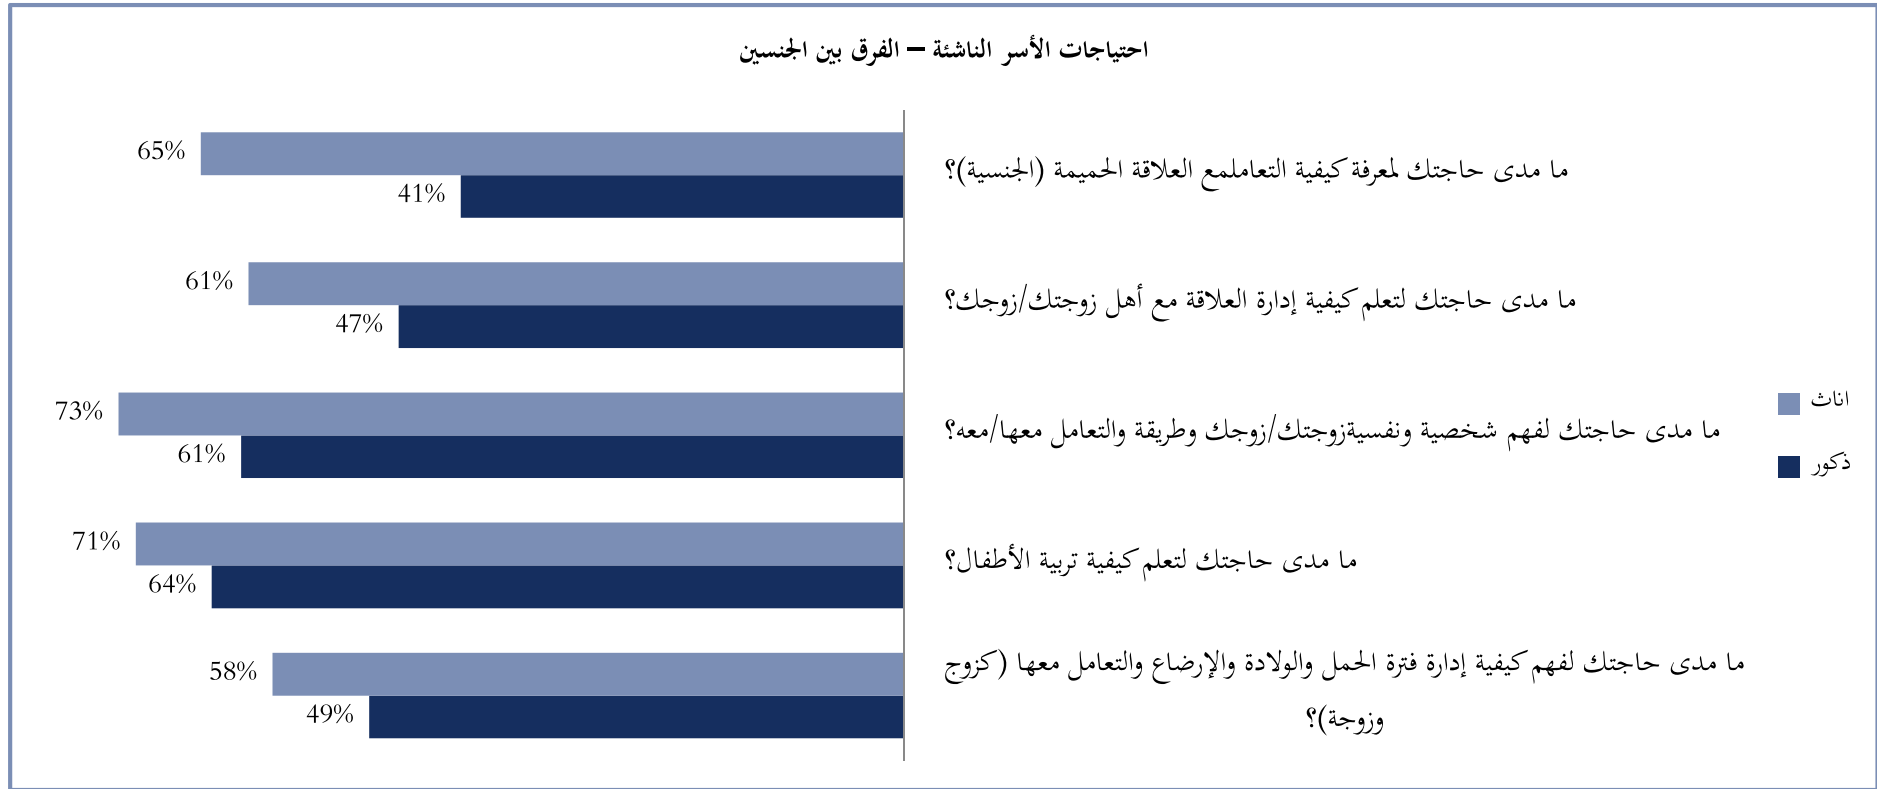 احتياجات الأسر الناشئة – الفرق بين الجنسين
ما مدى حاجتك لمعرفة كيفية التعاملمع العلاقة الحميمة (الجنسية)؟
65%
41%
ما مدى حاجتك لتعلم كيفية إدارة العلاقة مع أهل زوجتك/زوجك؟
61%
47%
ما مدى حاجتك لفهم شخصية ونفسيةزوجتك/زوجك وطريقة والتعامل معها/معه؟
73%
61%
ما مدى حاجتك لتعلم كيفية تربية الأطفال؟
71%
64%
ما مدى حاجتك لفهم كيفية إدارة فترة الحمل والولادة والإرضاع والتعامل معها (كزوج
وزوجة)؟
58%
49%
اناث
ذكور